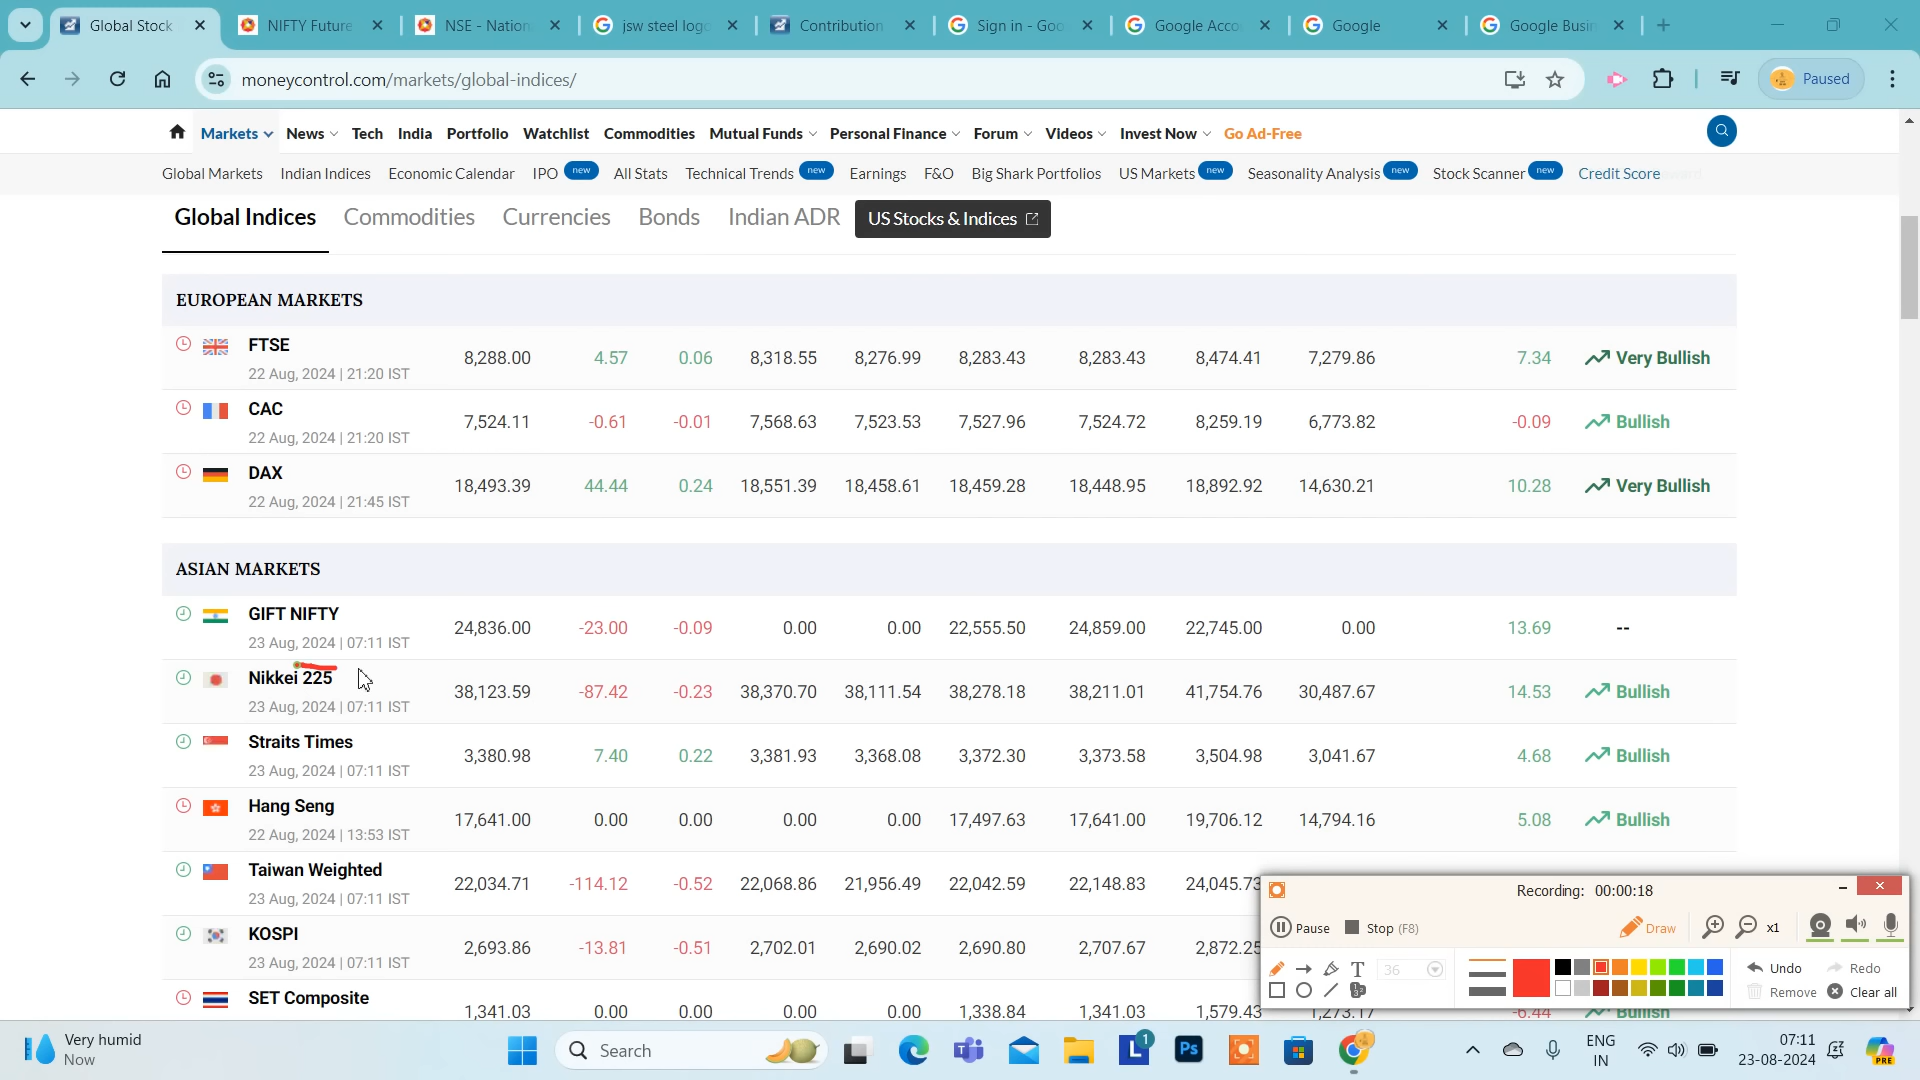 Global Stock
NIFTY Future
NSE - Nation
jsw steel logo
Contribution
Sign in - Goo
Google Acco
Google
Google Busin
moneycontrol.com/markets/global-indices/
Paused
Markets News Tech India Portfolio Watchlist Commodities Mutual Funds Personal Finance Forum Videos Invest Now Go Ad-Free
Global Markets Indian Indices Economic Calendar IPO new All Stats Technical Trends new Earnings F&O Big Shark Portfolios US Markets new Seasonality Analysis new Stock Scanner new Credit Score
Global Indices Commodities Currencies Bonds Indian ADR US Stocks & Indices
EUROPEAN MARKETS
FTSE
8,288.00 4.57 0.06 8,318.55 8,276.99 8,283.43 8,283.43 8,474.41 7,279.86 7.34 Very Bullish
22 Aug, 2024 | 21:20 IST
CAC
7,524.11 -0.61 -0.01 7,568.63 7,523.53 7,527.96 7,524.72 8,259.19 6,773.82 -0.09 Bullish
22 Aug, 2024 | 21:20 IST
DAX
18,493.39 44.44 0.24 18,551.39 18,458.61 18,459.28 18,448.95 18,892.92 14,630.21 10.28 Very Bullish
22 Aug, 2024 | 21:45 IST
ASIAN MARKETS
GIFT NIFTY
24,836.00 -23.00 -0.09 0.00 0.00 22,555.50 24,859.00 22,745.00 0.00 13.69 --
23 Aug, 2024 | 07:11 IST
Nikkei 225
38,123.59 -87.42 -0.23 38,370.70 38,111.54 38,278.18 38,211.01 41,754.76 30,487.67 14.53 Bullish
23 Aug, 2024 | 07:11 IST
Straits Times
3,380.98 7.40 0.22 3,381.93 3,368.08 3,372.30 3,373.58 3,504.98 3,041.67 4.68 Bullish
23 Aug, 2024 | 07:11 IST
Hang Seng
17,641.00 0.00 0.00 0.00 0.00 17,497.63 17,641.00 19,706.12 14,794.16 5.08 Bullish
22 Aug, 2024 | 13:53 IST
Taiwan Weighted
22,034.71 -114.12 -0.52 22,068.86 21,956.49 22,042.59 22,148.83 24,045.73
23 Aug, 2024 | 07:11 IST
KOSPI
2,693.86 -13.81 -0.51 2,702.01 2,690.02 2,690.80 2,707.67 2,872.25
23 Aug, 2024 | 07:11 IST
SET Composite
1,341.03 0.00 0.00 0.00 0.00 1,338.84 1,341.03 1,579.43 1,273.17 -6.44 Bullish
Recording: 00:00:18
Pause Stop (F8) Draw x1
T 36 Undo Redo
Remove Clear all
Very humid
Now
Search
L 1
Ps
ENG
IN
07:11
23-08-2024
PRE